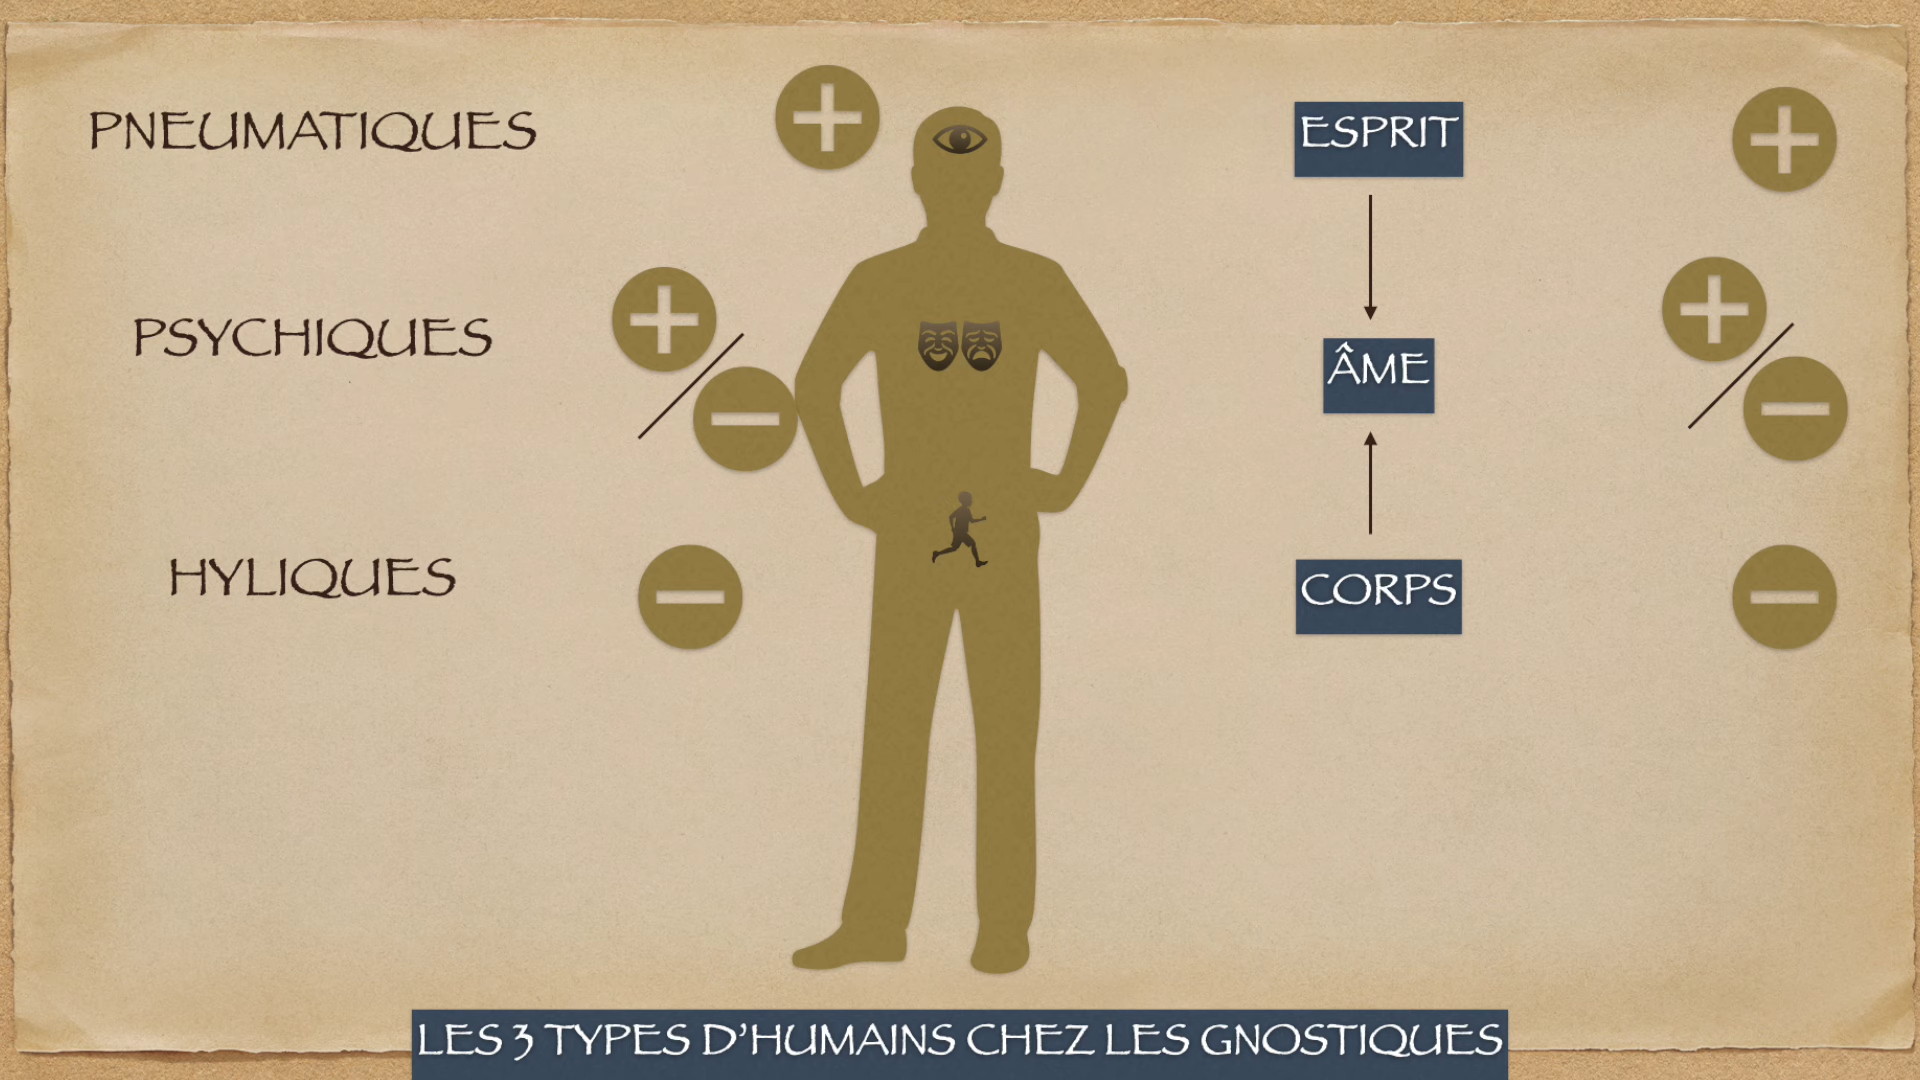 PNEUMATIQUES
ESPRIT
PSYCHIQUES
ÂME
HYLIQUES
CORPS
LES 3 TYPES D'HUMAINS CHEZ LES GNOSTIQUES